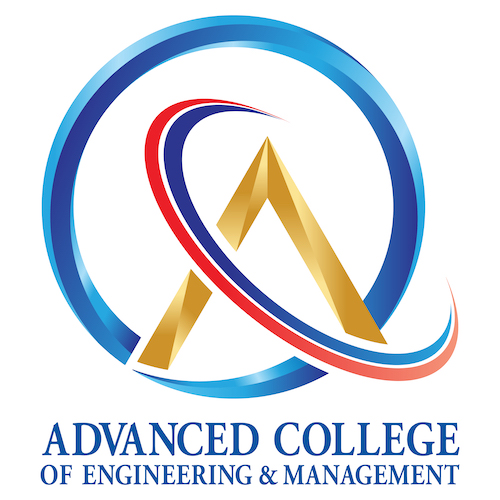 ADVANCED COLLEGE
OF ENGINEERING & MANAGEMENT